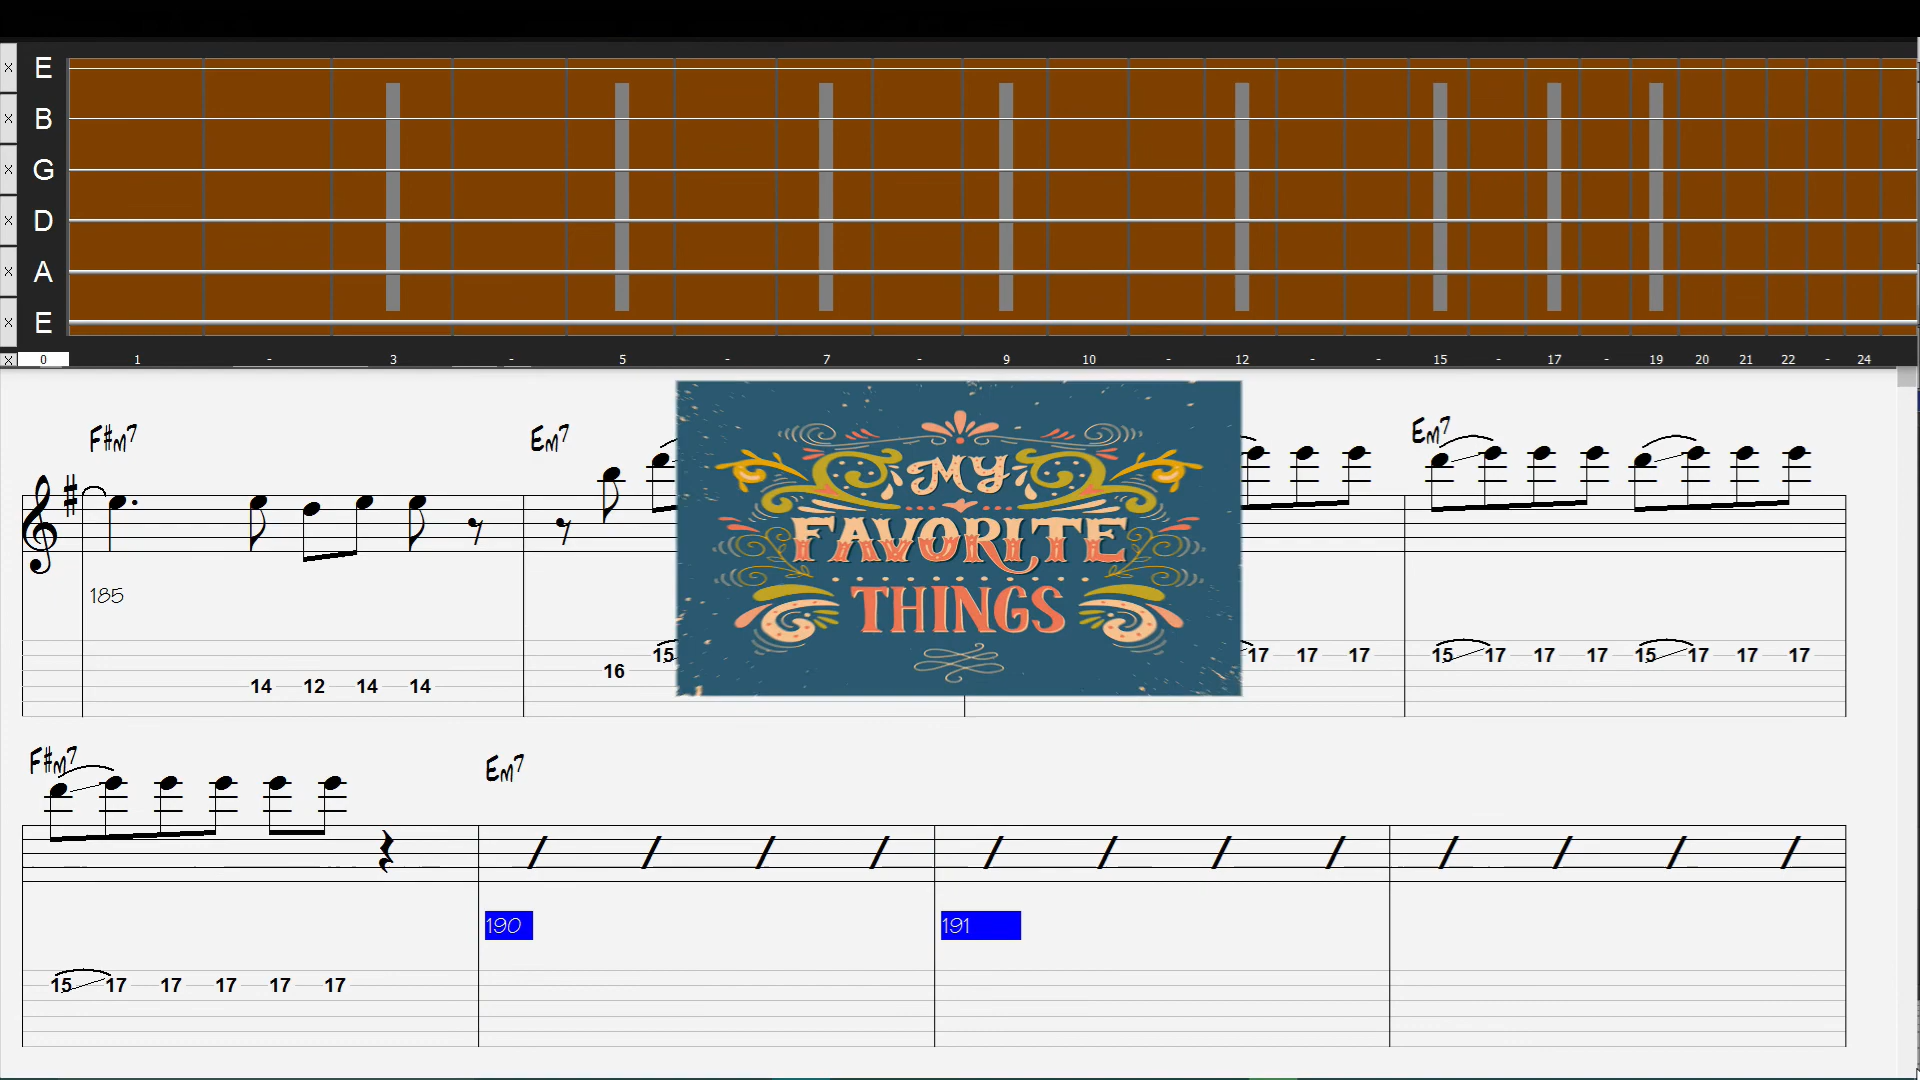 x E
x B
x G
x D
x A
x E
x 0 1 - 3 - 5 - 7 - 9 10 - 12 - - 15 - 17 - 19 20 21 22 - 24
F#m7 Em7 Em7
MY
FAVORITE
THINGS
185
14 12 14 14 16 15 17 17 17 15 17 17 17 15 17 17 17
F#m7 Em7
190 191
15 17 17 17 17 17